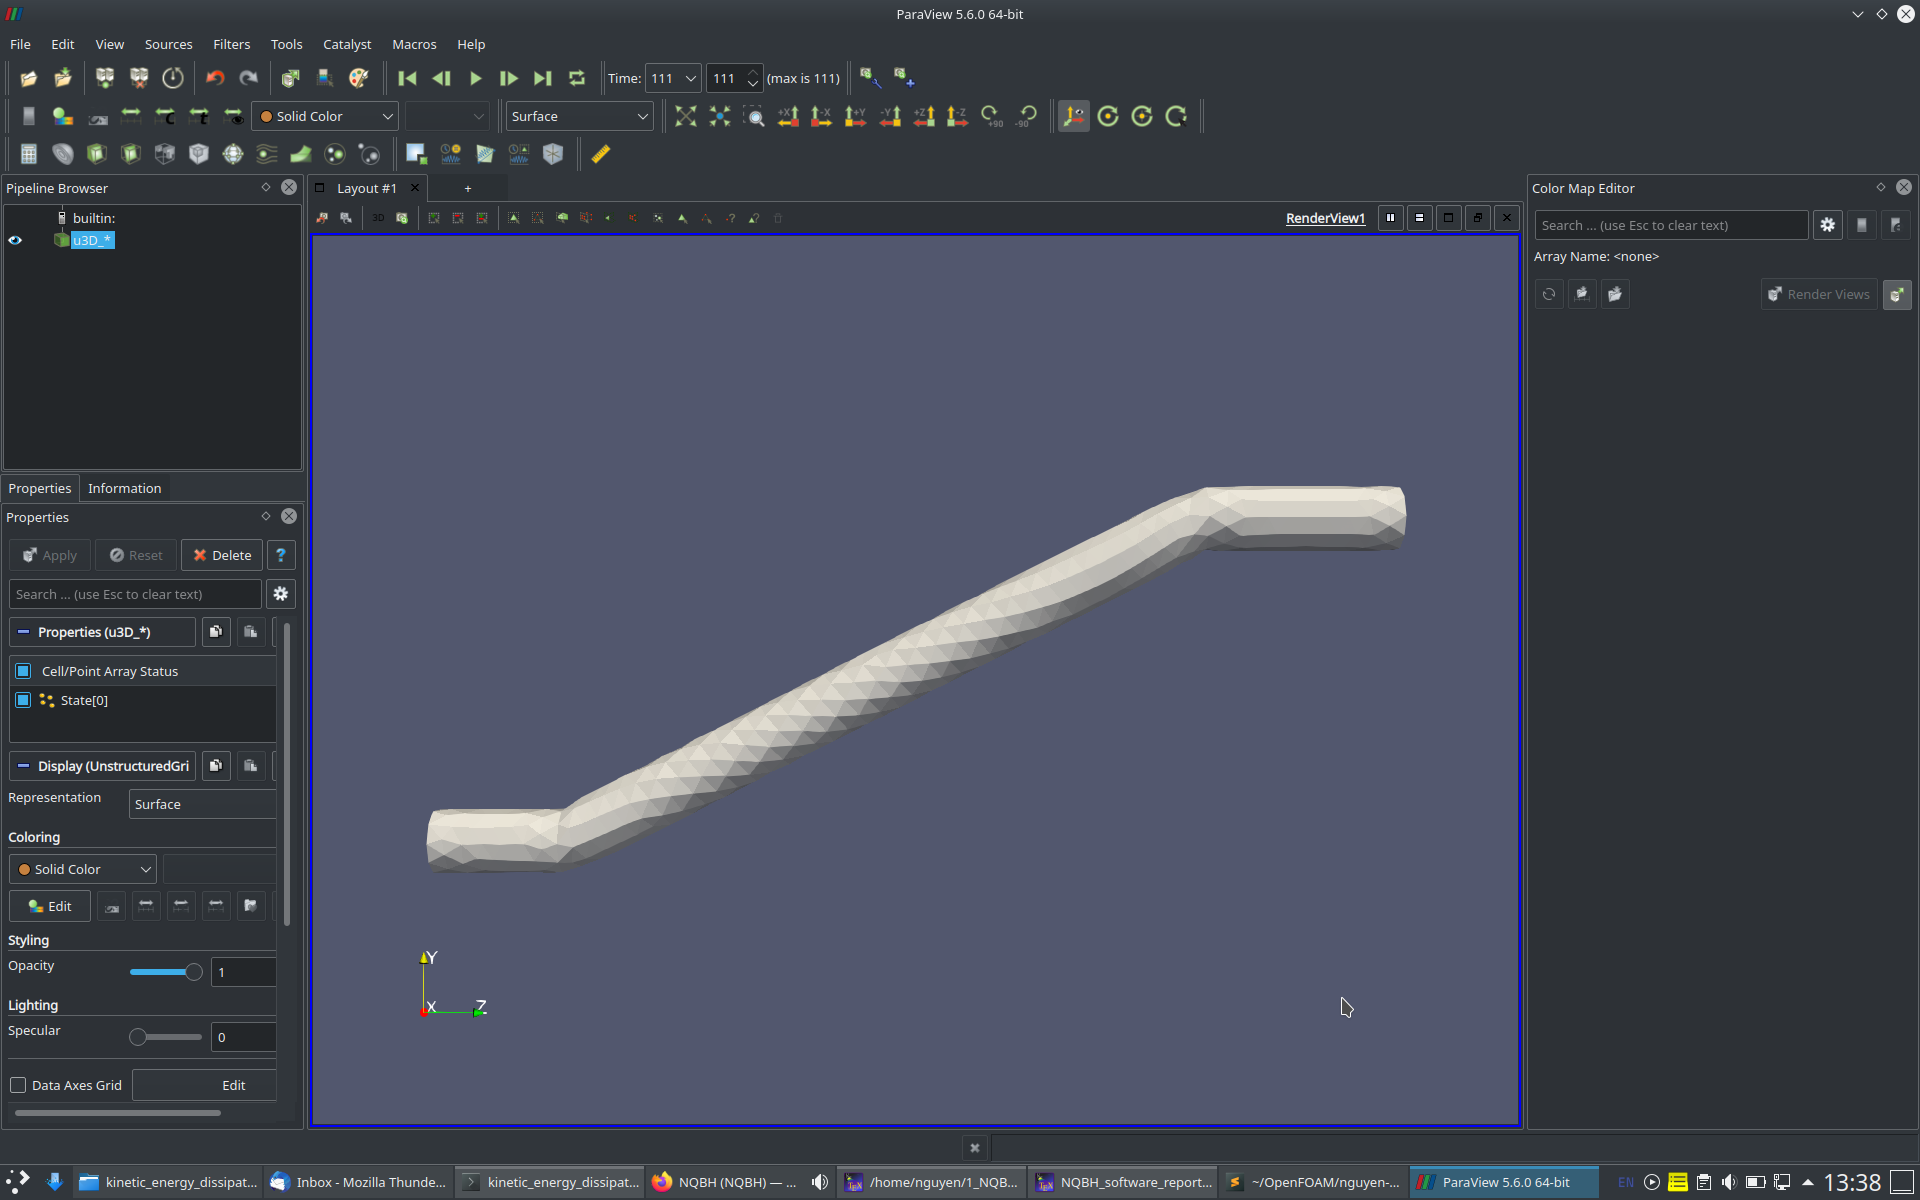 ParaView 5.6.0 64-bit
File Edit View Sources Filters Tools Catalyst Macros Help
Time: 111 111 (max is 111)
Solid Color Surface +X -X +Y -Y +Z -Z +90 -90
Pipeline Browser
builtin:
u3D_*
Layout #1 +
3D RenderView1
Properties Information
Properties
Apply Reset Delete ?
Search ... (use Esc to clear text)
Properties (u3D_*)
Cell/Point Array Status
State[0]
Display (UnstructuredGri
Representation Surface
Coloring
Solid Color
Edit
Styling
Opacity 1
Lighting
Specular 0
Data Axes Grid Edit
Y
X Z
Color Map Editor
Search ... (use Esc to clear text)
Array Name: <none>
Render Views
kinetic_energy_dissipat... Inbox - Mozilla Thunde... kinetic_energy_dissipat... NQBH (NQBH) — ... /home/nguyen/1_NQB... NQBH_software_report... ~/OpenFOAM/nguyen-... ParaView 5.6.0 64-bit EN 13:38